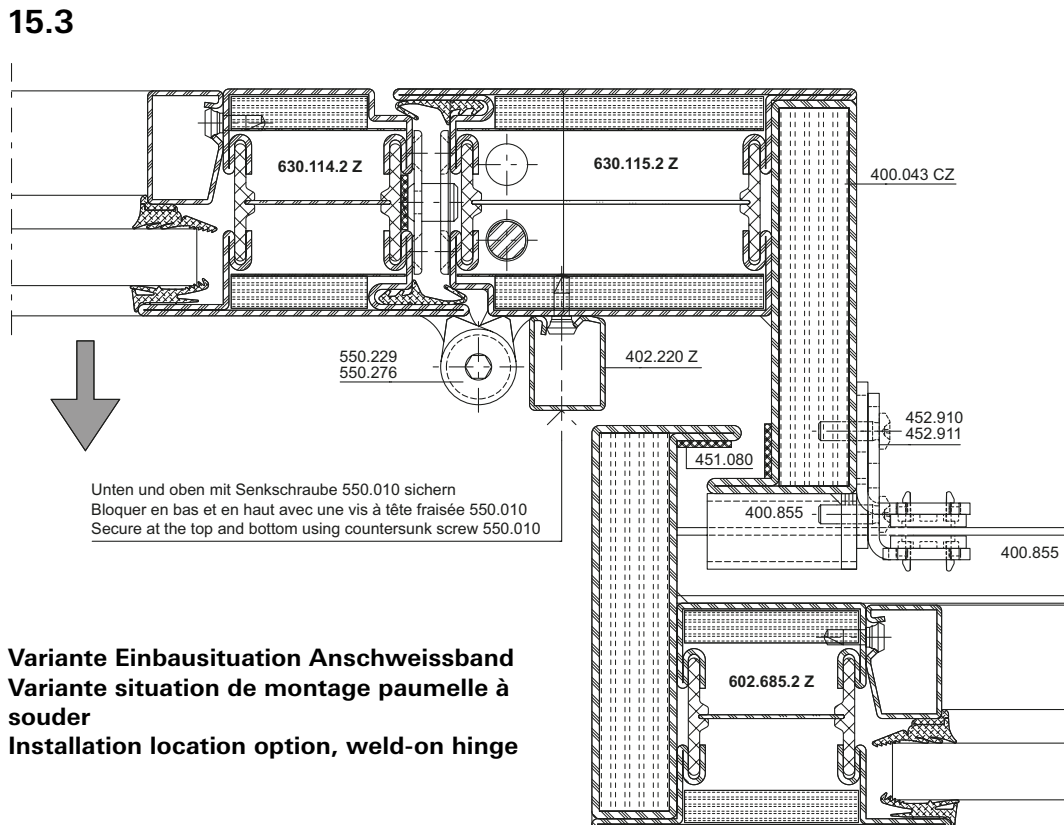 15.3
630.114.2 Z
630.115.2 Z
400.043 CZ
550.229
550.276
402.220 Z
452.910
452.911
451.080
Unten und oben mit Senkschraube 550.010 sichern
Bloquer en bas et en haut avec une vis à tête fraisée 550.010
Secure at the top and bottom using countersunk screw 550.010
400.855
400.855
Variante Einbausituation Anschweissband
Variante situation de montage paumelle à
souder
Installation location option, weld-on hinge
602.685.2 Z